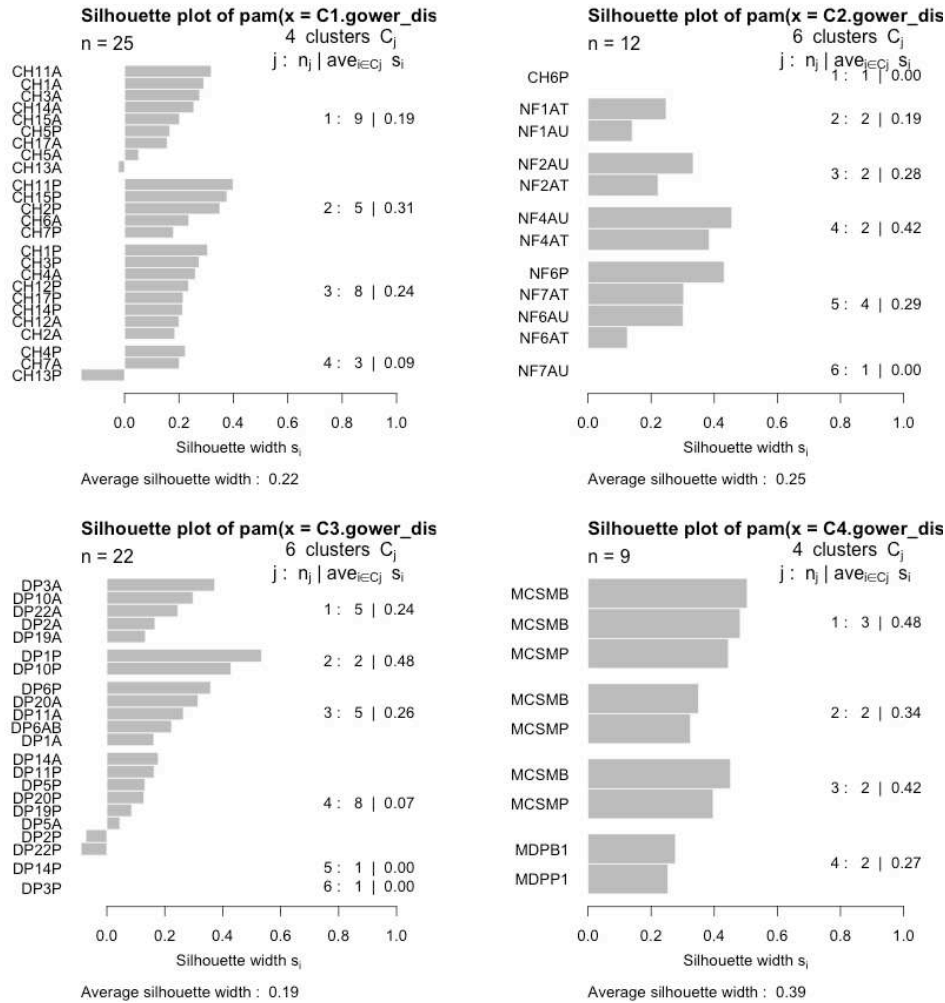 Silhouette plot of pam(x = C1.gower_dis
n = 25
4 clusters Cj
j : nj | avei∈Cj si
CH11A
CH1A
CH3A
CH14A
CH15A
CH5P
CH17A
CH5A
CH13A
1 : 9 | 0.19
CH11P
CH15P
CH2P
CH6A
CH7P
2 : 5 | 0.31
CH1P
CH3P
CH4A
CH12P
CH17P
CH14P
CH12A
CH2A
3 : 8 | 0.24
CH4P
CH7A
CH13P
4 : 3 | 0.09
0.0 0.2 0.4 0.6 0.8 1.0
Silhouette width si
Average silhouette width : 0.22
Silhouette plot of pam(x = C2.gower_dis
n = 12
6 clusters Cj
j : nj | avei∈Cj si
CH6P
1 : 1 | 0.00
NF1AT
NF1AU
2 : 2 | 0.19
NF2AU
NF2AT
3 : 2 | 0.28
NF4AU
NF4AT
4 : 2 | 0.42
NF6P
NF7AT
NF6AU
NF6AT
5 : 4 | 0.29
NF7AU
6 : 1 | 0.00
0.0 0.2 0.4 0.6 0.8 1.0
Silhouette width si
Average silhouette width : 0.25
Silhouette plot of pam(x = C3.gower_dis
n = 22
6 clusters Cj
j : nj | avei∈Cj si
DP3A
DP10A
DP22A
DP2A
DP19A
1 : 5 | 0.24
DP1P
DP10P
2 : 2 | 0.48
DP6P
DP20A
DP11A
DP6AB
DP1A
3 : 5 | 0.26
DP14A
DP11P
DP5P
DP20P
DP19P
DP5A
DP2P
DP22P
4 : 8 | 0.07
DP14P
5 : 1 | 0.00
DP3P
6 : 1 | 0.00
0.0 0.2 0.4 0.6 0.8 1.0
Silhouette width si
Average silhouette width : 0.19
Silhouette plot of pam(x = C4.gower_dis
n = 9
4 clusters Cj
j : nj | avei∈Cj si
MCSMB
MCSMB
MCSMP
1 : 3 | 0.48
MCSMB
MCSMP
2 : 2 | 0.34
MCSMB
MCSMP
3 : 2 | 0.42
MDPB1
MDPP1
4 : 2 | 0.27
0.0 0.2 0.4 0.6 0.8 1.0
Silhouette width si
Average silhouette width : 0.39